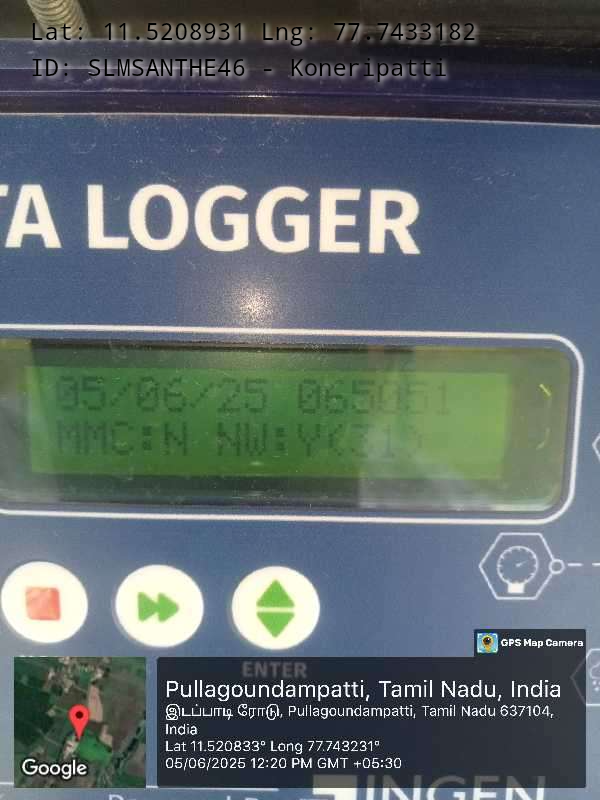 Lat: 11.5208931 Lng: 77.7433182
ID: SLMSANTHE46 - Koneripatti
TA LOGGER
05/06/25 065051
MMC:N NW:Y(31)
ENTER
GPS Map Camera
Pullagoundampatti, Tamil Nadu, India
இடப்பாடி ரோடு, Pullagoundampatti, Tamil Nadu 637104,
India
Lat 11.520833° Long 77.743231°
05/06/2025 12:20 PM GMT +05:30
Google
INGEN